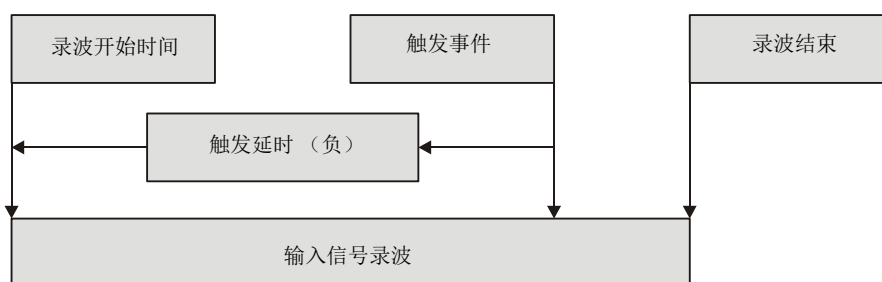 录波开始时间
触发事件
录波结束
触发延时 （负）
输入信号录波